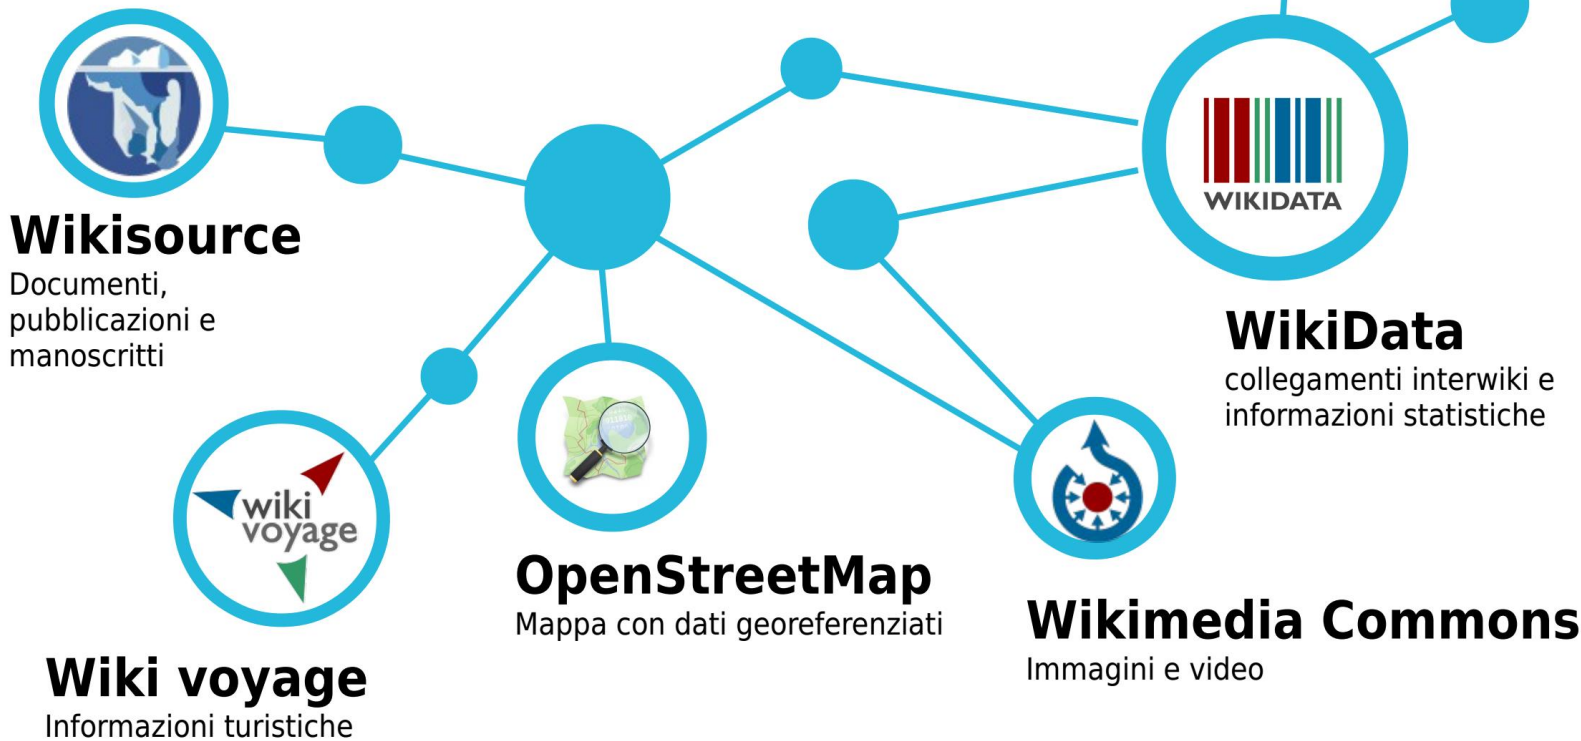 WIKIDATA
Wikisource
Documenti,
pubblicazioni e
manoscritti
WikiData
collegamenti interwiki e
informazioni statistiche
wiki
voyage
OpenStreetMap
Mappa con dati georeferenziati
Wikimedia Commons
Immagini e video
Wiki voyage
Informazioni turistiche